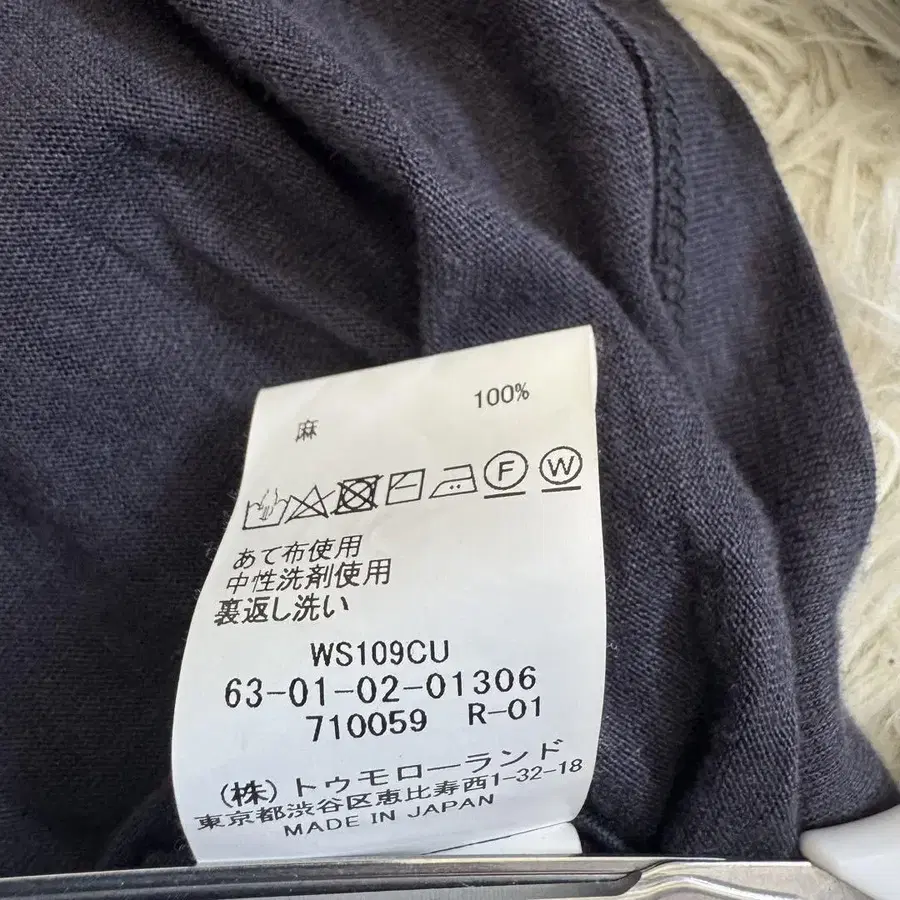 麻 100%
F W
あて布使用
中性洗剤使用
裏返し洗い
WS109CU
63-01-02-01306
710059 R-01
(株)トゥモローランド
東京都渋谷区恵比寿西1-32-18
MADE IN JAPAN